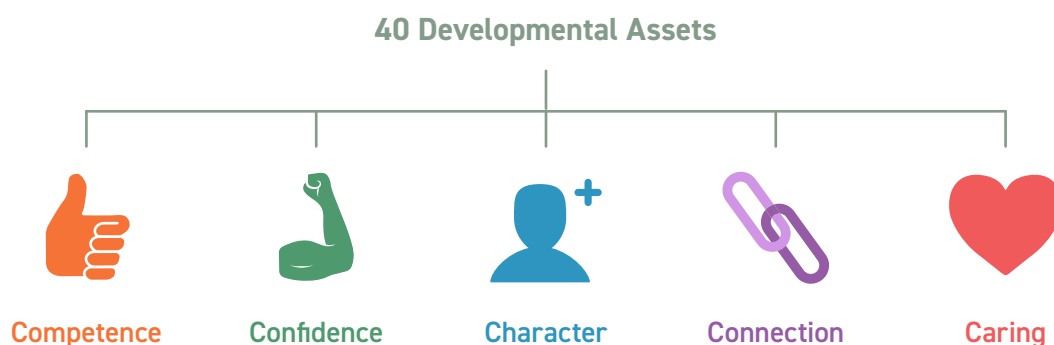 40 Developmental Assets
Competence Confidence Character Connection Caring